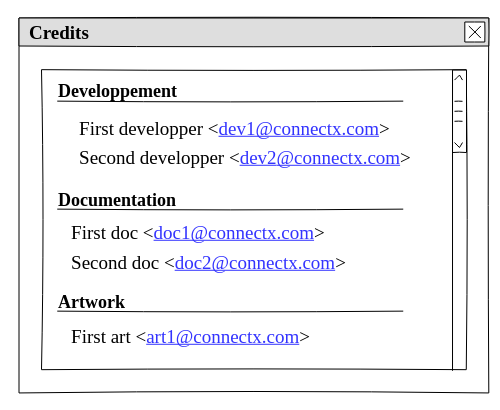 Credits
Developpement
First developper <dev1@connectx.com>
Second developper <dev2@connectx.com>
Documentation
First doc <doc1@connectx.com>
Second doc <doc2@connectx.com>
Artwork
First art <art1@connectx.com>